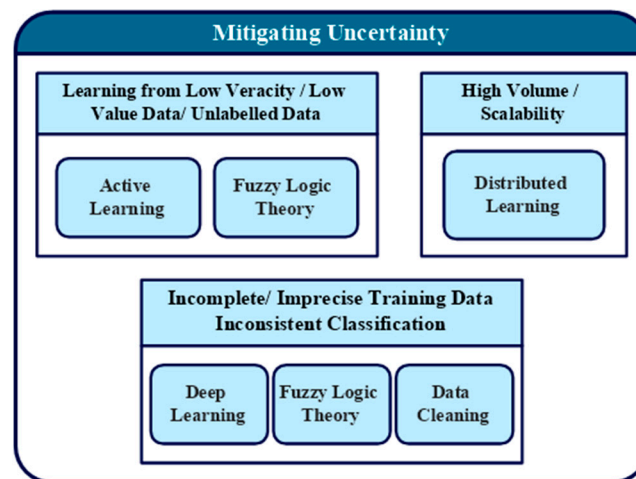 Mitigating Uncertainty
Learning from Low Veracity / Low
Value Data/ Unlabelled Data
Active
Learning
Fuzzy Logic
Theory
High Volume /
Scalability
Distributed
Learning
Incomplete/ Imprecise Training Data
Inconsistent Classification
Deep
Learning
Fuzzy Logic
Theory
Data
Cleaning